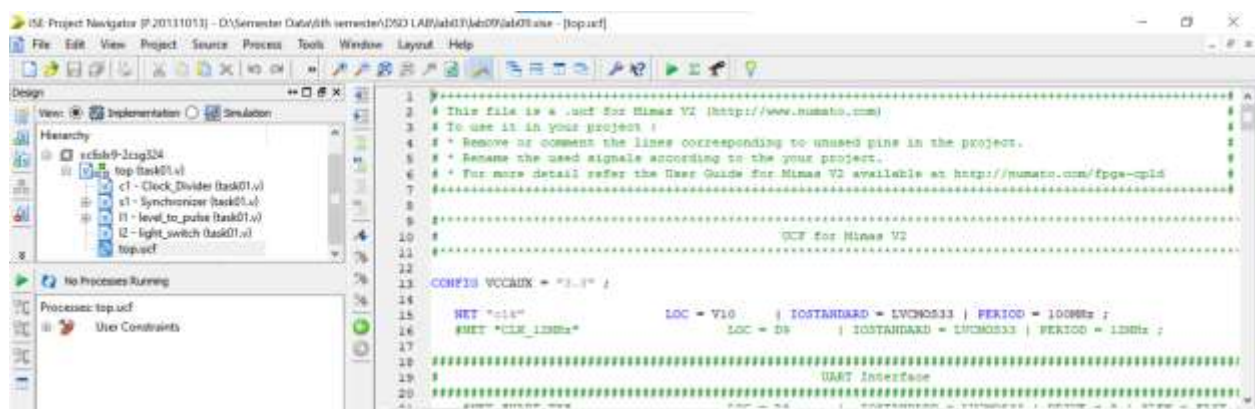 ISE Project Navigator (P.20131013) - D:\Semester Data\6th semester\DSD LAB\lab03\lab09\lab09.xise - [top.ucf]
File Edit View Project Source Process Tools Window Layout Help
Design
View: Implementation Simulation
Hierarchy
xc6slx9-2csg324
top (task01.v)
c1 - Clock_Divider (task01.v)
s1 - Synchronizer (task01.v)
l1 - level_to_pulse (task01.v)
l2 - light_switch (task01.v)
top.ucf
No Processes Running
Processes: top.ucf
User Constraints
1 #****#
2 # This file is a .ucf for Mimas V2 (http://www.numato.com) #
3 # To use it in your project : #
4 # * Remove or comment the lines corresponding to unused pins in the project. #
5 # * Rename the used signals according to the your project. #
6 # * For more detail refer the User Guide for Mimas V2 available at http://numato.com/fpga-cpld #
7 #****#
8
9 #****
10 # UCF for Mimas V2
11 #****
12
13 CONFIG VCCAUX = "3.3" ;
14
15 NET "clk" LOC = V10 | IOSTANDARD = LVCMOS33 | PERIOD = 100MHz ;
16 #NET "CLK_12MHz" LOC = D9 | IOSTANDARD = LVCMOS33 | PERIOD = 12MHz ;
17
18 ####
19 # UART Interface
20 ####